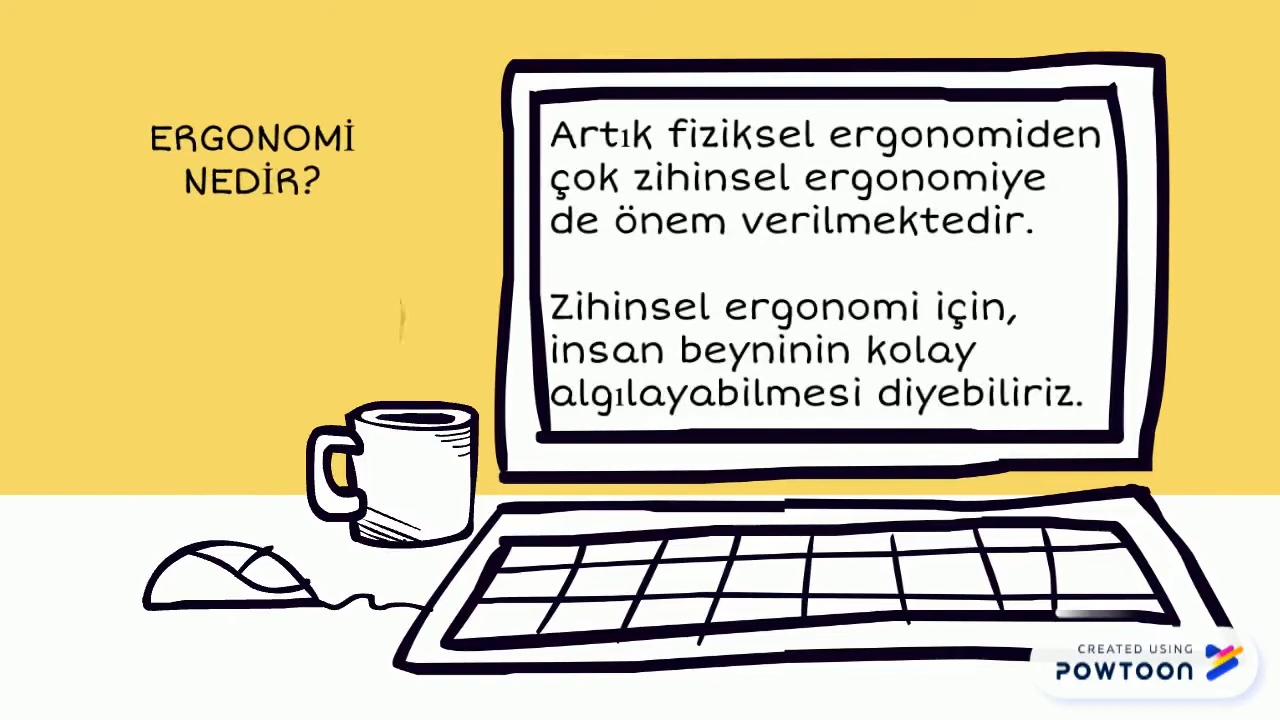 ERGONOMİ
NEDİR?
Artık fiziksel ergonomiden
çok zihinsel ergonomiye
de önem verilmektedir.
Zihinsel ergonomi için,
insan beyninin kolay
algılayabilmesi diyebiliriz.
CREATED USING
POWTOON